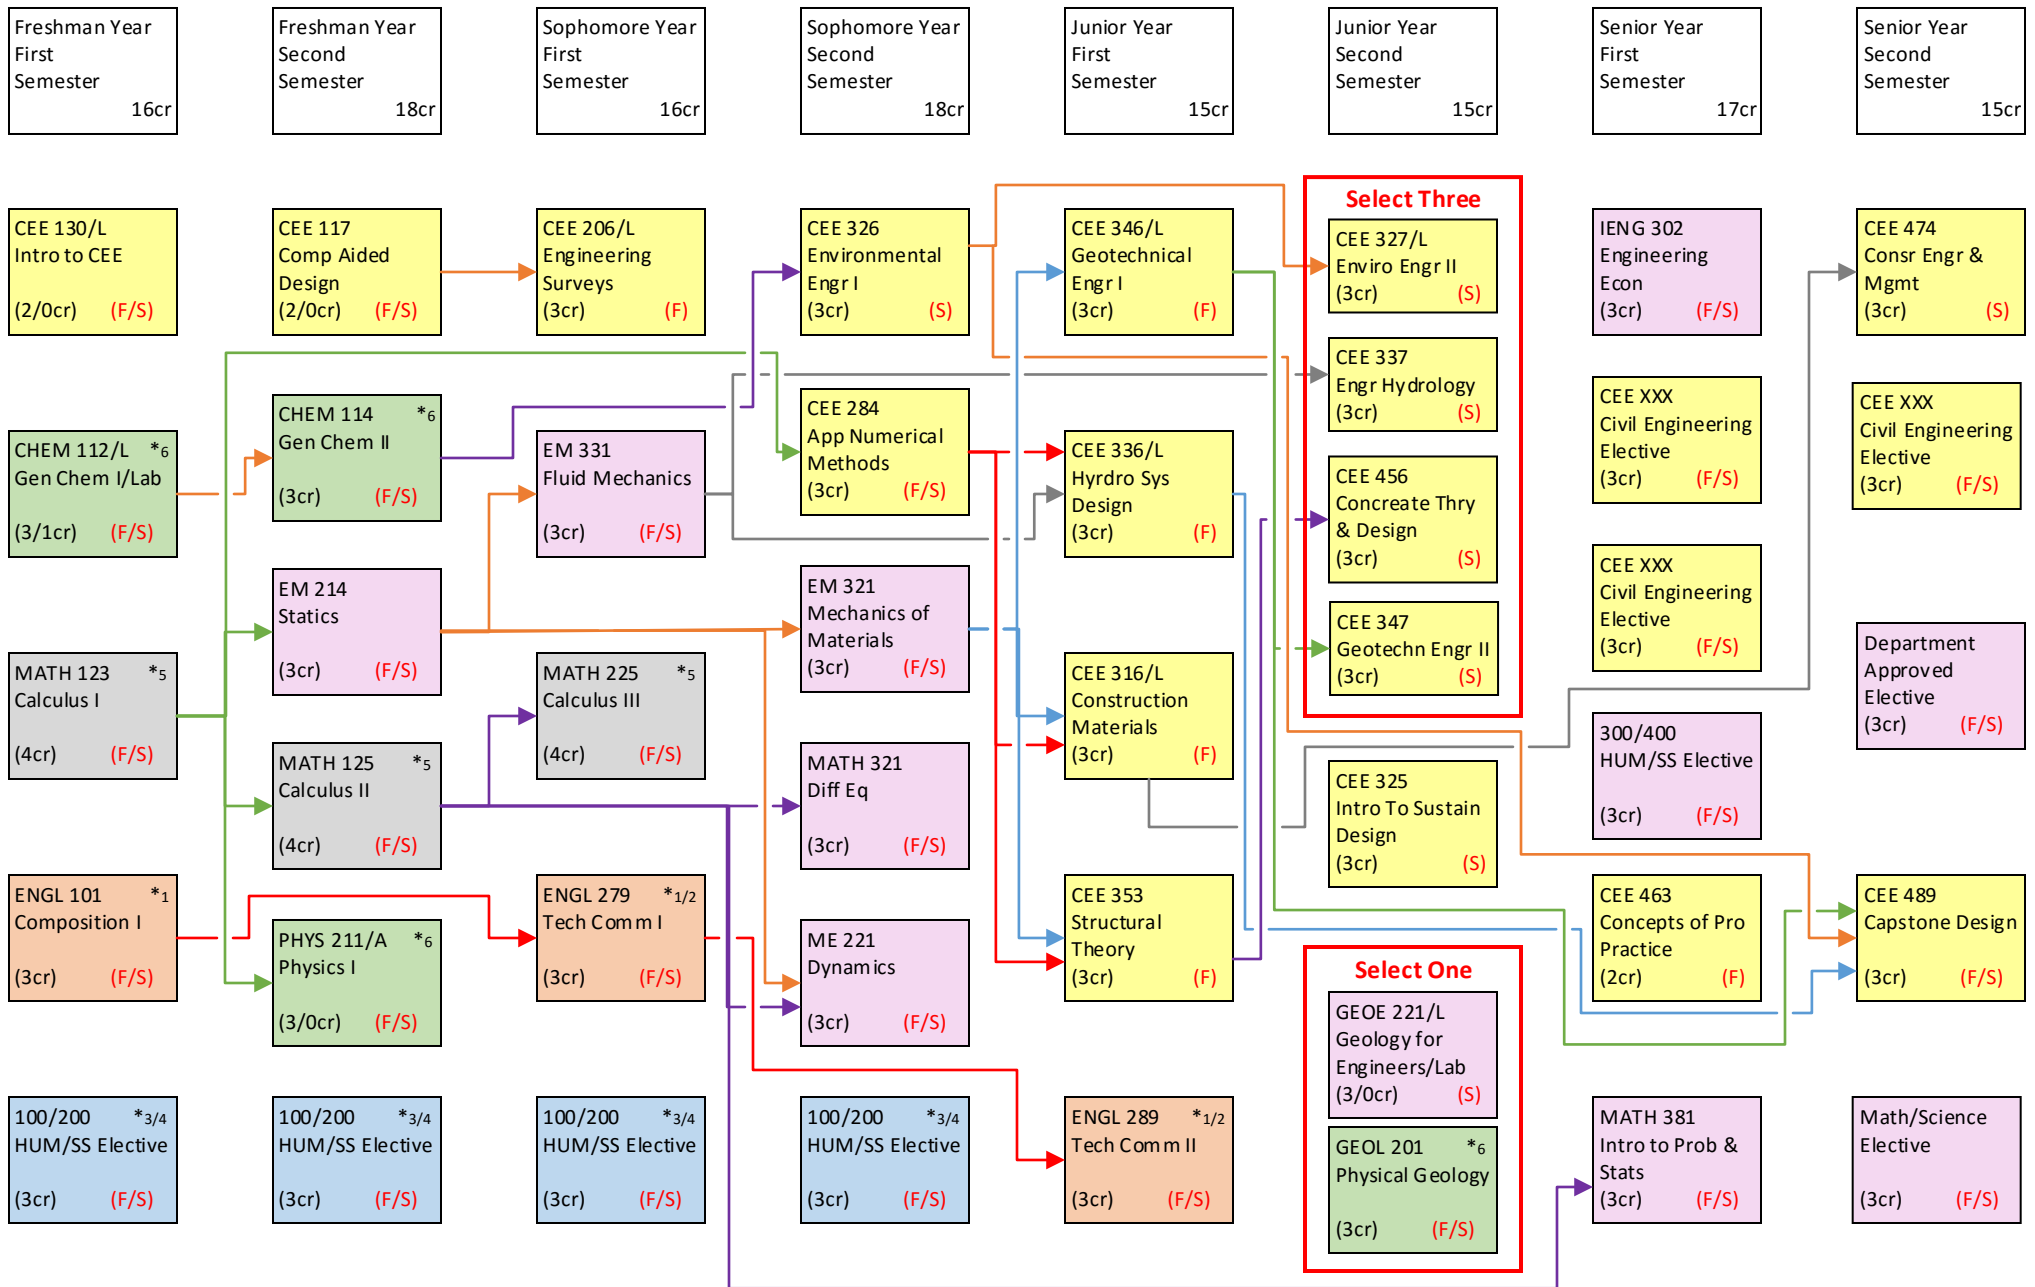 Freshman Year
First
Semester
16cr
Freshman Year
Second
Semester
18cr
Sophomore Year
First
Semester
16cr
Sophomore Year
Second
Semester
18cr
Junior Year
First
Semester
15cr
Junior Year
Second
Semester
15cr
Senior Year
First
Semester
17cr
Senior Year
Second
Semester
15cr
CEE 130/L
Intro to CEE
(2/0cr) (F/S)
CHEM 112/L *6
Gen Chem I/Lab
(3/1cr) (F/S)
MATH 123 *5
Calculus I
(4cr) (F/S)
ENGL 101 *1
Composition I
(3cr) (F/S)
100/200 *3/4
HUM/SS Elective
(3cr) (F/S)
CEE 117
Comp Aided
Design
(2/0cr) (F/S)
CHEM 114 *6
Gen Chem II
(3cr) (F/S)
EM 214
Statics
(3cr) (F/S)
MATH 125 *5
Calculus II
(4cr) (F/S)
PHYS 211/A *6
Physics I
(3/0cr) (F/S)
100/200 *3/4
HUM/SS Elective
(3cr) (F/S)
CEE 206/L
Engineering
Surveys
(3cr) (F)
EM 331
Fluid Mechanics
(3cr) (F/S)
MATH 225 *5
Calculus III
(4cr) (F/S)
ENGL 279 *1/2
Tech Comm I
(3cr) (F/S)
100/200 *3/4
HUM/SS Elective
(3cr) (F/S)
CEE 326
Environmental
Engr I
(3cr) (S)
CEE 284
App Numerical
Methods
(3cr) (F/S)
EM 321
Mechanics of
Materials
(3cr) (F/S)
MATH 321
Diff Eq
(3cr) (F/S)
ME 221
Dynamics
(3cr) (F/S)
100/200 *3/4
HUM/SS Elective
(3cr) (F/S)
CEE 346/L
Geotechnical
Engr I
(3cr) (F)
CEE 336/L
Hyrdro Sys
Design
(3cr) (F)
CEE 316/L
Construction
Materials
(3cr) (F)
CEE 353
Structural
Theory
(3cr) (F)
ENGL 289 *1/2
Tech Comm II
(3cr) (F/S)
Select Three
CEE 327/L
Enviro Engr II
(3cr) (S)
CEE 337
Engr Hydrology
(3cr) (S)
CEE 456
Concreate Thry
& Design
(3cr) (S)
CEE 347
Geotechn Engr II
(3cr) (S)
CEE 325
Intro To Sustain
Design
(3cr) (S)
Select One
GEOE 221/L
Geology for
Engineers/Lab
(3/0cr) (S)
GEOL 201 *6
Physical Geology
(3cr) (F/S)
IENG 302
Engineering
Econ
(3cr) (F/S)
CEE XXX
Civil Engineering
Elective
(3cr) (F/S)
CEE XXX
Civil Engineering
Elective
(3cr) (F/S)
300/400
HUM/SS Elective
(3cr) (F/S)
CEE 463
Concepts of Pro
Practice
(2cr) (F)
MATH 381
Intro to Prob &
Stats
(3cr) (F/S)
CEE 474
Consr Engr &
Mgmt
(3cr) (S)
CEE XXX
Civil Engineering
Elective
(3cr) (F/S)
Department
Approved
Elective
(3cr) (F/S)
CEE 489
Capstone Design
(3cr) (F/S)
Math/Science
Elective
(3cr) (F/S)